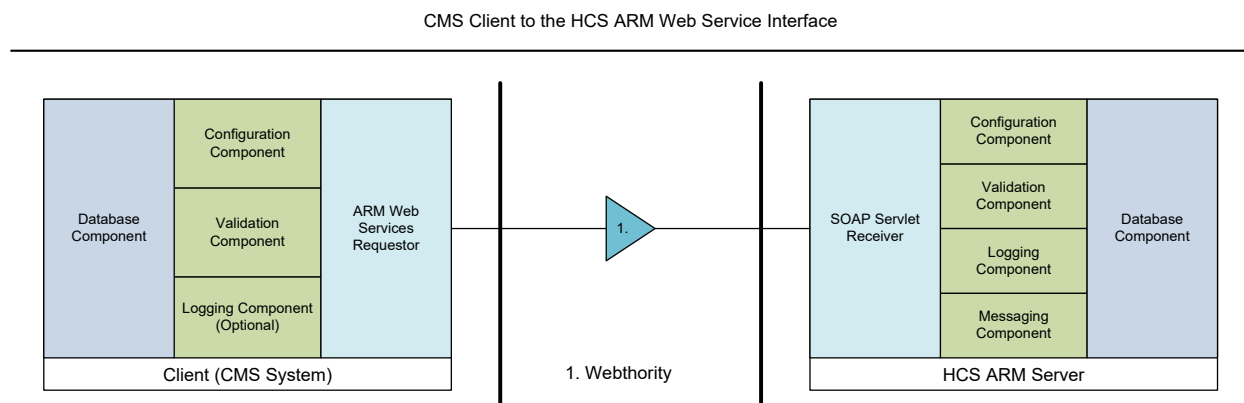 CMS Client to the HCS ARM Web Service Interface
Database
Component
Configuration
Component
Validation
Component
Logging Component
(Optional)
ARM Web
Services
Requestor
Client (CMS System)
1.
1. Webthority
SOAP Servlet
Receiver
Configuration
Component
Validation
Component
Logging
Component
Messaging
Component
Database
Component
HCS ARM Server